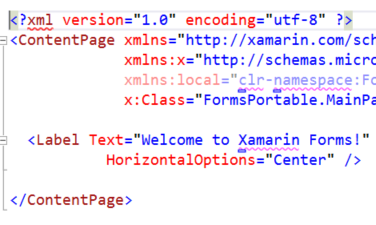 <?xml version="1.0" encoding="utf-8" ?>
<ContentPage xmlns="http://xamarin.com/sch
xmlns:x="http://schemas.micro
xmlns:local="clr-namespace:Fo
x:Class="FormsPortable.MainPa
<Label Text="Welcome to Xamarin Forms!"
HorizontalOptions="Center" />
</ContentPage>